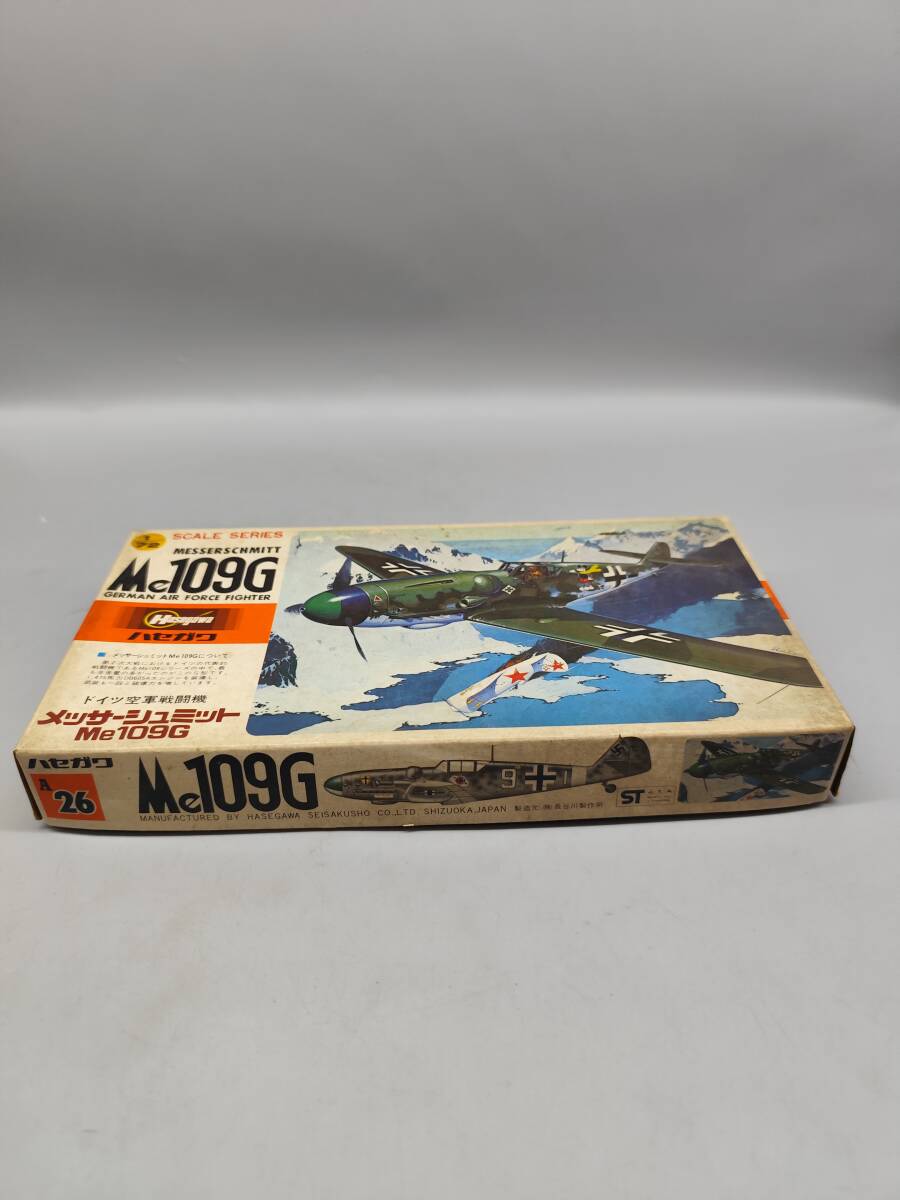 1/72
SCALE SERIES
MESSERSCHMITT
Me109G
GERMAN AIR FORCE FIGHTER
Hasegawa
ハセガワ
メッサーシュミットMe109Gについて
ドイツ空軍戦闘機
メッサーシュミット
Me109G
ハセガワ
A
26
Me109G
9
ST
MANUFACTURED BY HASEGAWA SEISAKUSHO CO.,LTD. SHIZUOKA,JAPAN 製造元・(株)長谷川製作所